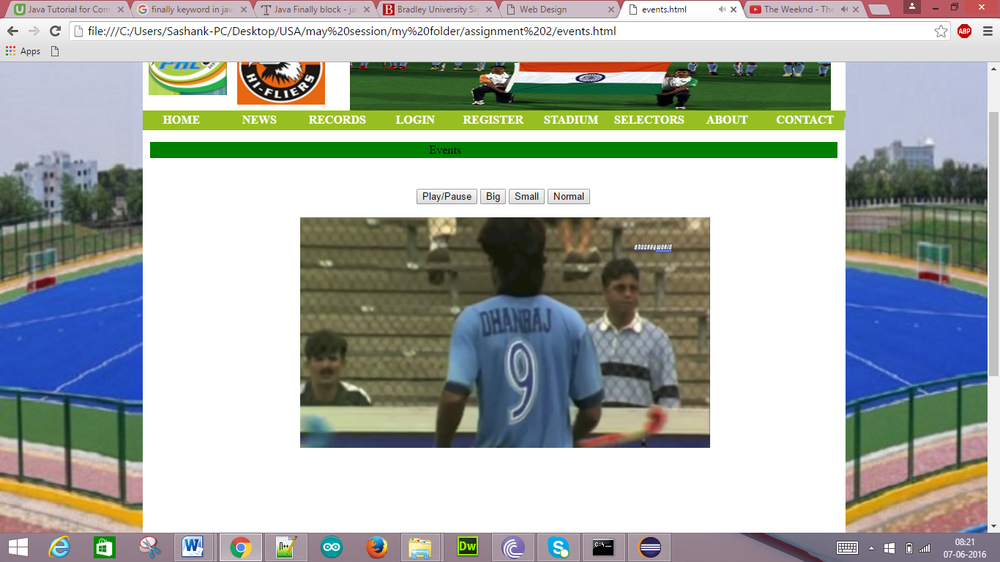 Java Tutorial for Com
finally keyword in jav
Java Finally block - ja
Bradley University Sig
Web Design
events.html
The Weeknd - The
file:///C:/Users/Sashank-PC/Desktop/USA/may%20session/my%20folder/assignment%202/events.html
ABP
Apps
PHL
HI-FLIERS
HOME NEWS RECORDS LOGIN REGISTER STADIUM SELECTORS ABOUT CONTACT
Events
Play/Pause Big Small Normal
DHANRAJ
9
08:21
07-06-2016